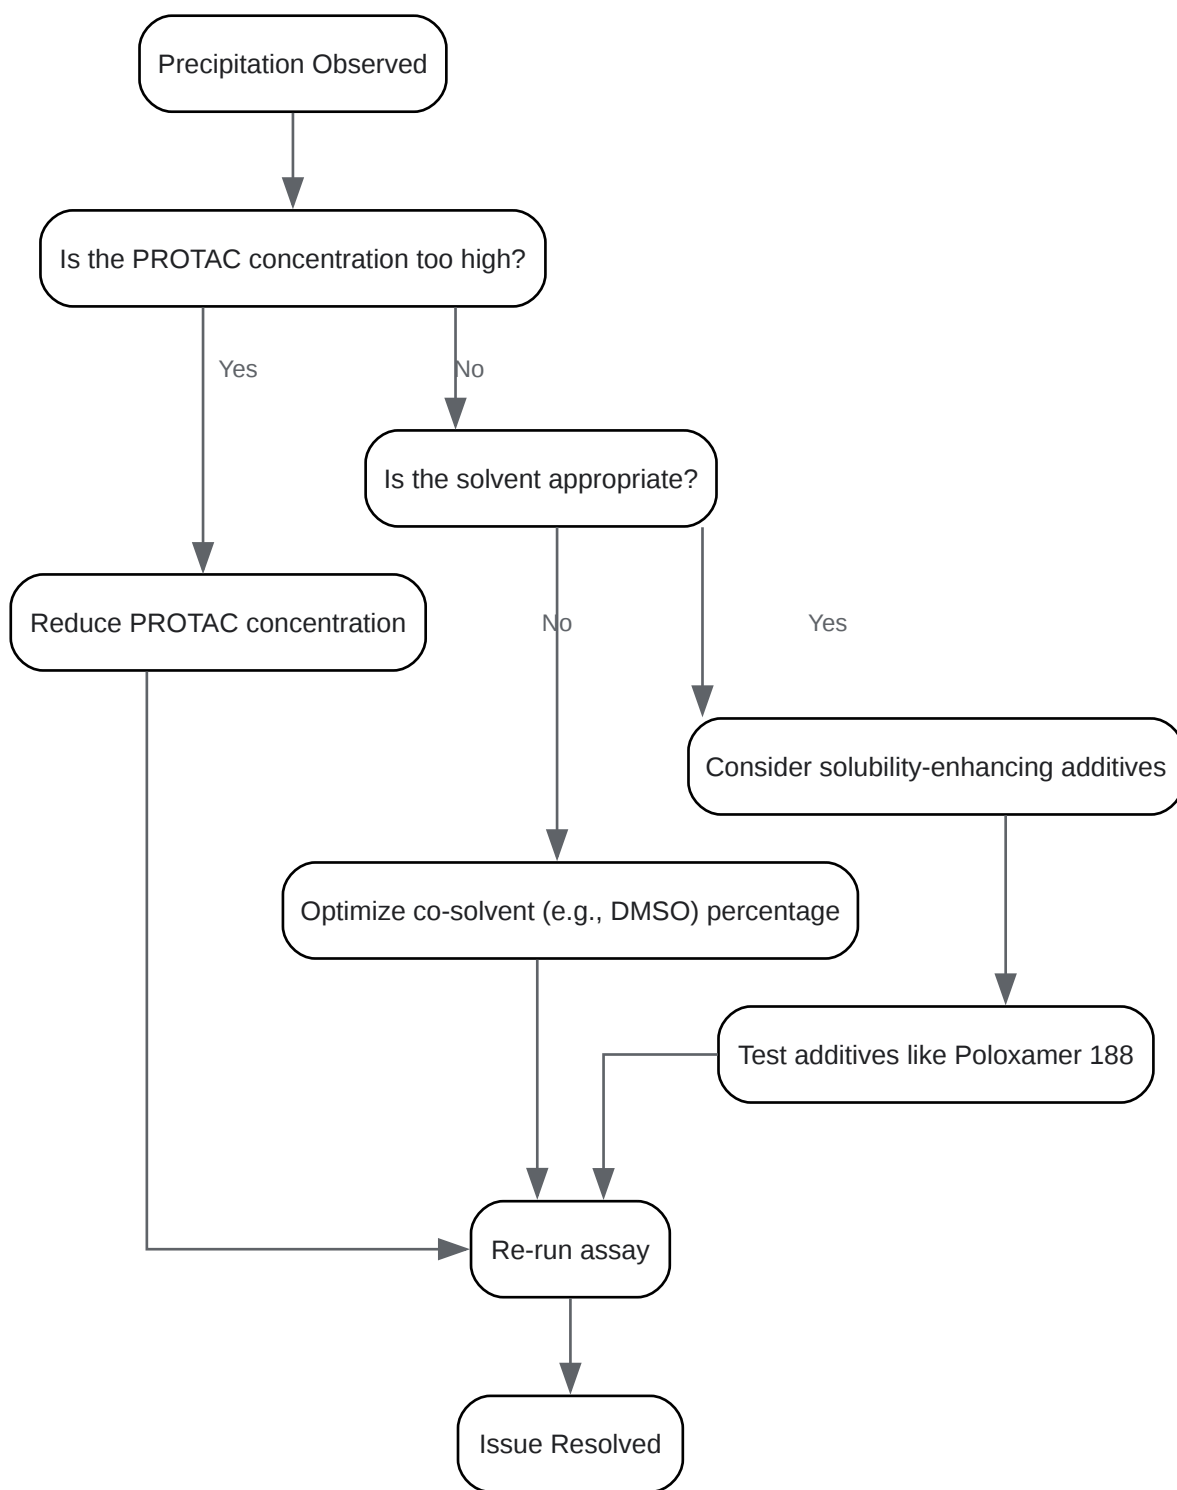 Precipitation Observed
Is the PROTAC concentration too high?
Yes
No
Is the solvent appropriate?
Reduce PROTAC concentration
No
Yes
Consider solubility-enhancing additives
Optimize co-solvent (e.g., DMSO) percentage
Test additives like Poloxamer 188
Re-run assay
Issue Resolved